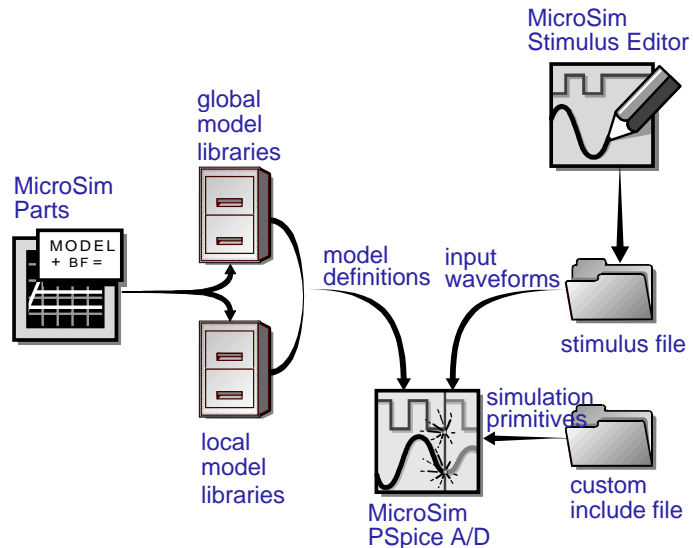 MicroSim
Stimulus Editor
global
model
libraries
MicroSim
Parts
MODEL
+ BF =
model
definitions
input
waveforms
stimulus file
simulation
primitives
local
model
libraries
custom
include file
MicroSim
PSpice A/D